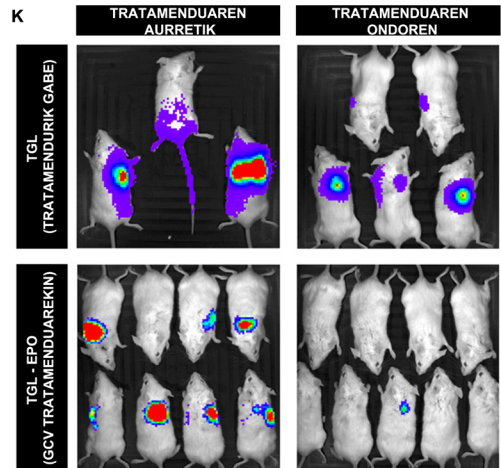 K
TRATAMENDUAREN
AURRETIK
TRATAMENDUAREN
ONDOREN
TGL
(TRATAMENDURIK GABE)
TGL - EPO
(GCV TRATAMENDUAREKIN)